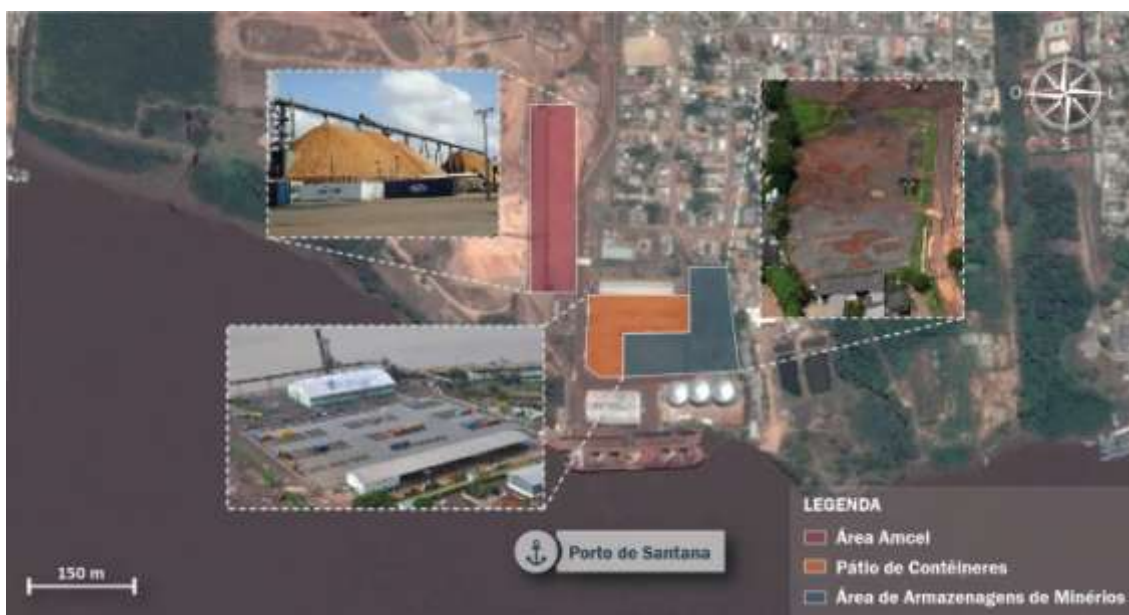 O
L
S
Porto de Santana
150 m
LEGENDA
Área Amcel
Pátio de Contêineres
Área de Armazenagens de Minérios